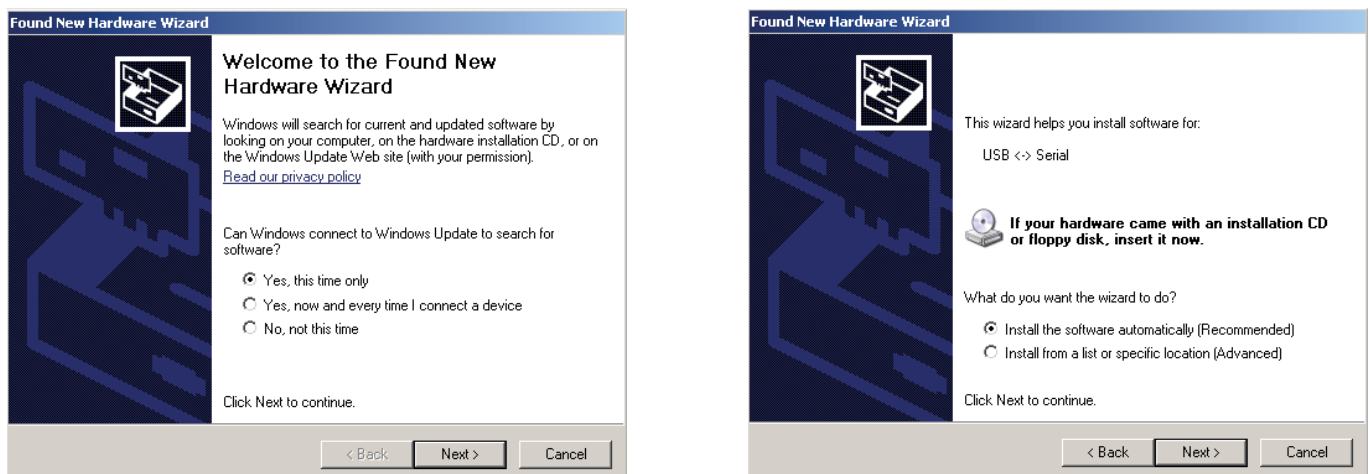 Found New Hardware Wizard
Welcome to the Found New
Hardware Wizard
Windows will search for current and updated software by
looking on your computer, on the hardware installation CD, or on
the Windows Update Web site (with your permission).
Read our privacy policy
Can Windows connect to Windows Update to search for
software?
Yes, this time only
Yes, now and every time I connect a device
No, not this time
Click Next to continue.
< Back
Next >
Cancel
Found New Hardware Wizard
This wizard helps you install software for:
USB <-> Serial
If your hardware came with an installation CD
or floppy disk, insert it now.
What do you want the wizard to do?
Install the software automatically (Recommended)
Install from a list or specific location (Advanced)
Click Next to continue.
< Back
Next >
Cancel